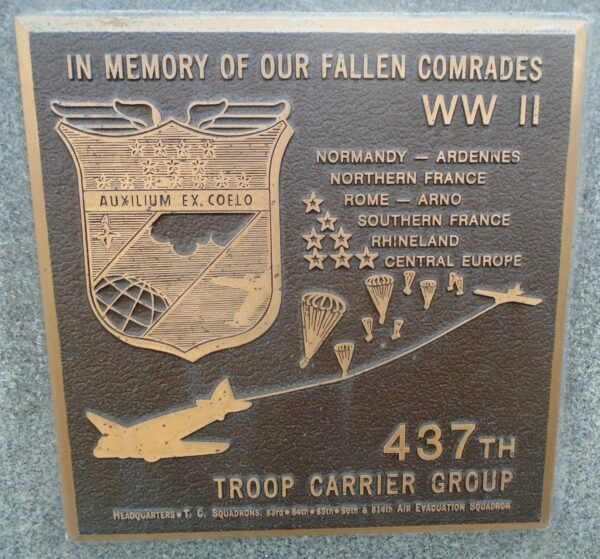 IN MEMORY OF OUR FALLEN COMRADES
WW II
AUXILIUM EX. COELO
NORMANDY — ARDENNES
NORTHERN FRANCE
ROME — ARNO
SOUTHERN FRANCE
RHINELAND
CENTRAL EUROPE
437TH
TROOP CARRIER GROUP
HEADQUARTERS • T. C. SQUADRONS: 83rd • 84th • 85th • 86th & 814th AIR EVACUATION SQUADRON